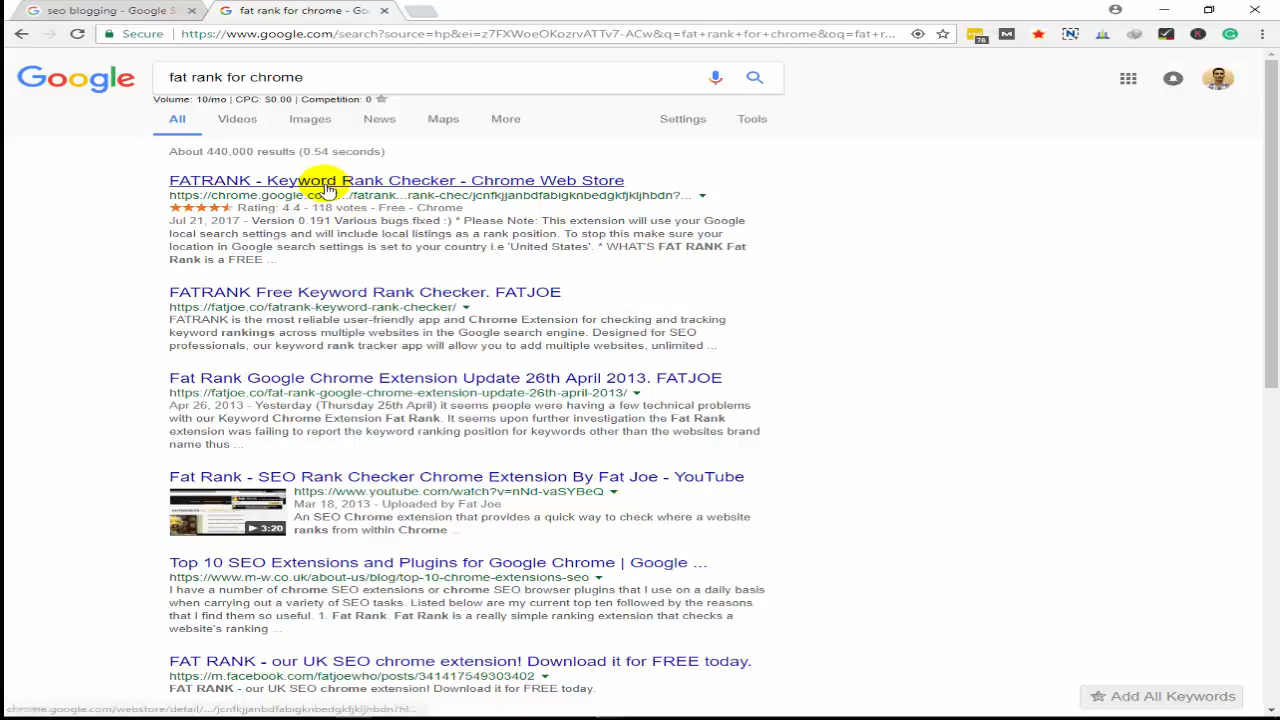 seo blogging - Google S
fat rank for chrome - Go
Secure
https://www.google.com/search?source=hp&ei=z7FXWoeOKozrvATTv7-ACw&q=fat+rank+for+chrome&oq=fat+r...
78
Google
fat rank for chrome
Volume: 10/mo | CPC: $0.00 | Competition: 0
All Videos Images News Maps More Settings Tools
About 440,000 results (0.54 seconds)
FATRANK - Keyword Rank Checker - Chrome Web Store
https://chrome.google.co.../fatrank...rank-chec/jcnfkjjanbdfabigknbedgkfjkljhbdn?...
Rating: 4.4 - 118 votes - Free - Chrome
Jul 21, 2017 - Version 0.191 Various bugs fixed :) * Please Note: This extension will use your Google
local search settings and will include local listings as a rank position. To stop this make sure your
location in Google search settings is set to your country i.e 'United States'. * WHAT'S FAT RANK Fat
Rank is a FREE ...
FATRANK Free Keyword Rank Checker. FATJOE
https://fatjoe.co/fatrank-keyword-rank-checker/
FATRANK is the most reliable user-friendly app and Chrome Extension for checking and tracking
keyword rankings across multiple websites in the Google search engine. Designed for SEO
professionals, our keyword rank tracker app will allow you to add multiple websites, unlimited ...
Fat Rank Google Chrome Extension Update 26th April 2013. FATJOE
https://fatjoe.co/fat-rank-google-chrome-extension-update-26th-april-2013/
Apr 26, 2013 - Yesterday (Thursday 25th April) it seems people were having a few technical problems
with our Keyword Chrome Extension Fat Rank. It seems upon further investigation the Fat Rank
extension was failing to report the keyword ranking position for keywords other than the websites brand
name thus ...
Fat Rank - SEO Rank Checker Chrome Extension By Fat Joe - YouTube
https://www.youtube.com/watch?v=nNd-vaSYBeQ
Mar 18, 2013 - Uploaded by Fat Joe
An SEO Chrome extension that provides a quick way to check where a website
ranks from within Chrome ...
3:20
Top 10 SEO Extensions and Plugins for Google Chrome | Google ...
https://www.m-w.co.uk/about-us/blog/top-10-chrome-extensions-seo
I have a number of chrome SEO extensions or chrome SEO browser plugins that I use on a daily basis
when carrying out a variety of SEO tasks. Listed below are my current top ten followed by the reasons
that I find them so useful. 1. Fat Rank. Fat Rank is a really simple ranking extension that checks a
website's ranking ...
FAT RANK - our UK SEO chrome extension! Download it for FREE today.
https://m.facebook.com/fatjoewho/posts/341417549303402
FAT RANK - our UK SEO chrome extension! Download it for FREE today.
Add All Keywords
chrome.google.com/webstore/detail/.../jcnfkjjanbdfabigknbedgkfjkljhbdn?hl...